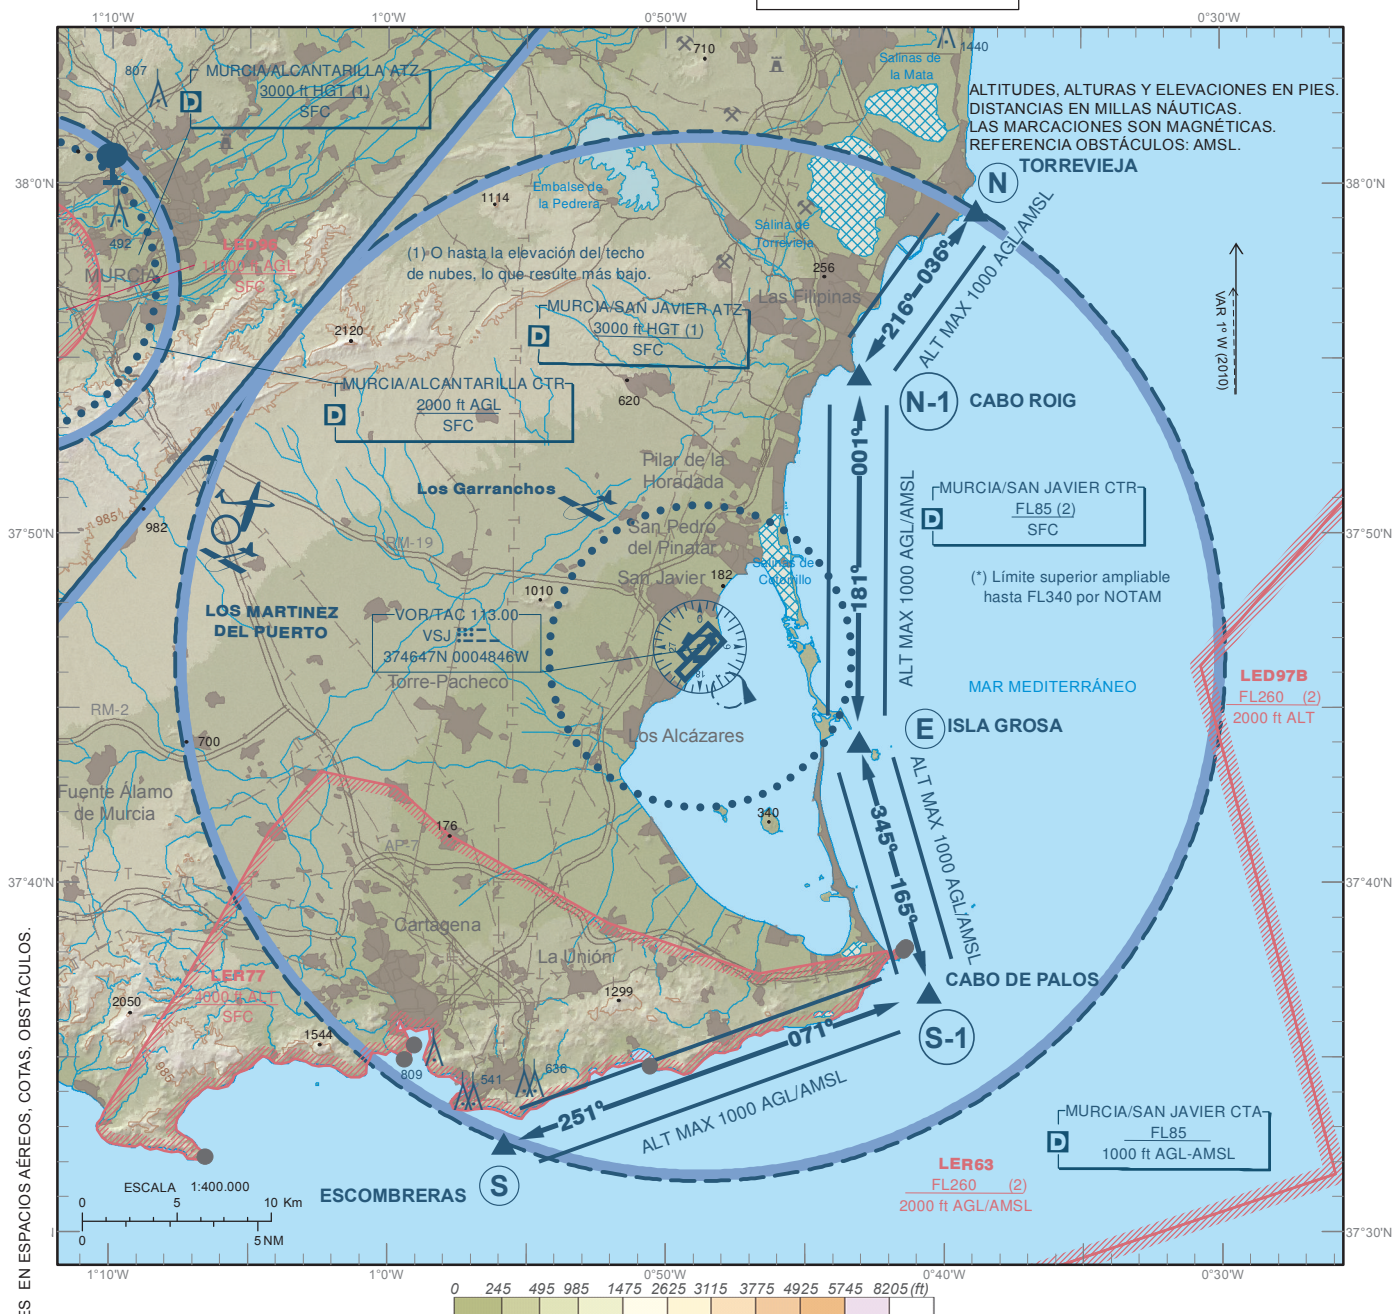 1°10'W
1°0'W
0°50'W
0°30'W
ALTITUDES, ALTURAS Y ELEVACIONES EN PIES.
DISTANCIAS EN MILLAS NÁUTICAS.
LAS MARCACIONES SON MAGNÉTICAS.
REFERENCIA OBSTÁCULOS: AMSL.
807
MURCIA/ALCANTARILLA ATZ
3000 ft HGT (1)
SFC
D
710
1440
Salinas de
la Mata
38°0'N
38°0'N
N
TORREVIEJA
492
1114
Embalse de
la Pedrera
Salina de
Torrevieja
LED98
SFC
MURCIA
(1) O hasta la elevación del techo
de nubes, lo que resulte más bajo.
256
Las Filipinas
216°
036°
ALT MAX 1000 AGL/AMSL
VAR 1° W (2010)
MURCIA/SAN JAVIER ATZ
3000 ft HGT (1)
SFC
D
2120
620
MURCIA/ALCANTARILLA CTR
2000 ft AGL
SFC
D
N-1
CABO ROIG
001°
181°
ALT MAX 1000 AGL/AMSL
Pilar de la
Horadada
Los Garranchos
MURCIA/SAN JAVIER CTR
FL85 (2)
SFC
D
985
982
37°50'N
37°50'N
RM-19
San Pedro
del Pinatar
Salinas de
Cotorrillo
San Javier
182
1010
(*) Límite superior ampliable
hasta FL340 por NOTAM
LOS MARTINEZ
DEL PUERTO
VOR/TAC 113.00
VSJ
374647N 0004846W
Torre-Pacheco
0
9
18
27
MAR MEDITERRÁNEO
LED97B
FL260 (2)
2000 ft ALT
RM-2
700
Los Alcázares
E
ISLA GROSA
Fuente Álamo
de Murcia
176
AP-7
340
345°
165°
ALT MAX 1000 AGL/AMSL
37°40'N
37°40'N
Cartagena
La Unión
LER77
4000 ft ALT
SFC
2050
1299
CABO DE PALOS
S-1
1544
985
809
541
636
071°
251°
ALT MAX 1000 AGL/AMSL
MURCIA/SAN JAVIER CTA
FL85
1000 ft AGL-AMSL
D
LER63
FL260 (2)
2000 ft AGL/AMSL
ESCOMBRERAS
S
ESCALA 1:400.000
0 5 10 Km
0 5 NM
37°30'N
1°10'W
1°0'W
0°50'W
0°40'W
0°30'W
0 245 495 985 1475 2625 3115 3775 4925 5745 8205 (ft)
ES EN ESPACIOS AÉREOS, COTAS, OBSTÁCULOS.